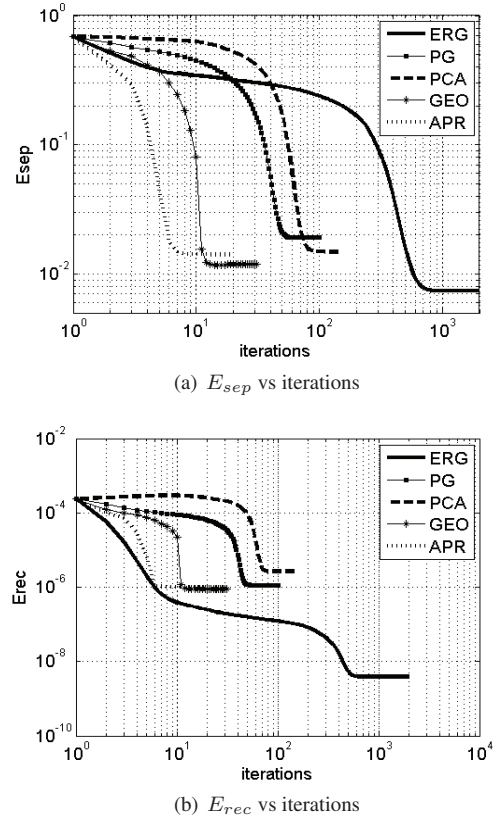 10^0
10^-1
10^-2
Esep
10^0 10^1 10^2 10^3
iterations
ERG
PG
PCA
GEO
APR
(a) E_sep vs iterations
10^-2
10^-4
10^-6
10^-8
10^-10
Erec
10^0 10^1 10^2 10^3 10^4
iterations
ERG
PG
PCA
GEO
APR
(b) E_rec vs iterations